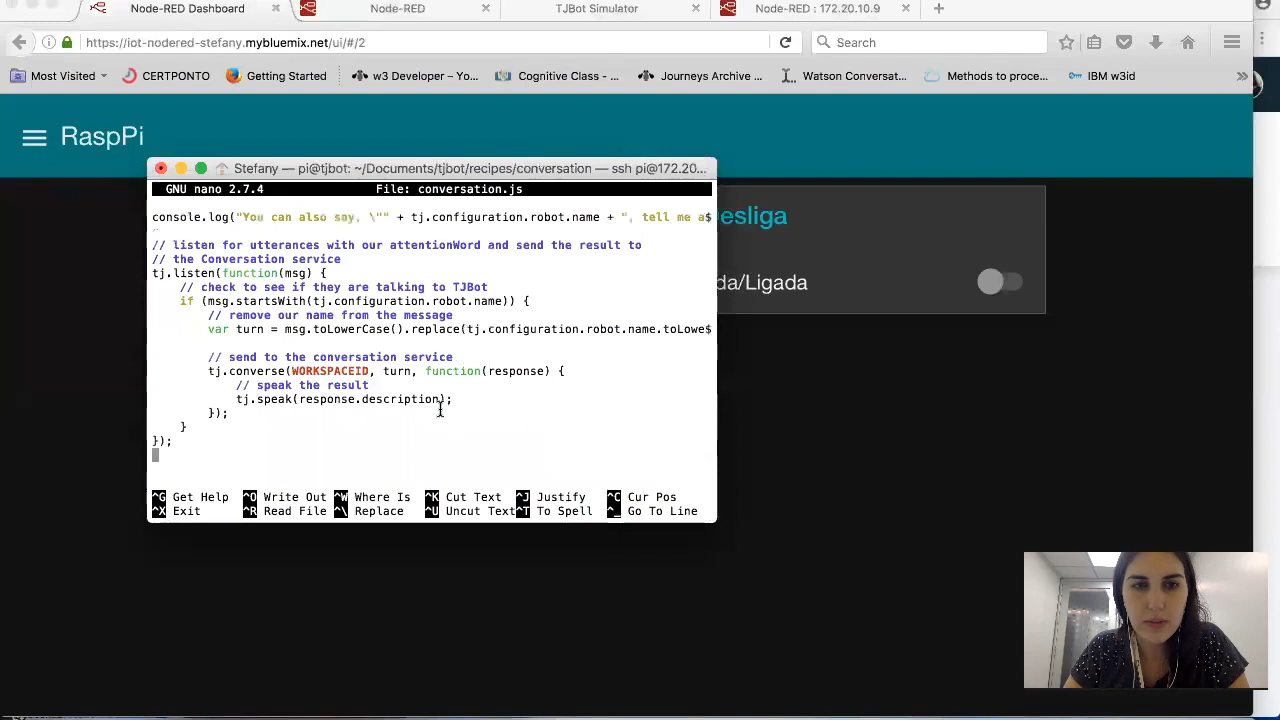 Node-RED Dashboard
Node-RED
TJBot Simulator
Node-RED : 172.20.10.9
https://iot-nodered-stefany.mybluemix.net/ui/#/2
Search
Most Visited
CERTPONTO
Getting Started
w3 Developer – Yo...
Cognitive Class - ...
Journeys Archive ...
Watson Conversat...
Methods to proce...
IBM w3id
RaspPi
Stefany — pi@tjbot: ~/Documents/tjbot/recipes/conversation — ssh pi@172.20...
GNU nano 2.7.4 File: conversation.js
console.log("You can also say, \"" + tj.configuration.robot.name + ", tell me a$
// listen for utterances with our attentionWord and send the result to
// the Conversation service
tj.listen(function(msg) {
// check to see if they are talking to TJBot
if (msg.startsWith(tj.configuration.robot.name)) {
// remove our name from the message
var turn = msg.toLowerCase().replace(tj.configuration.robot.name.toLowe$
// send to the conversation service
tj.converse(WORKSPACEID, turn, function(response) {
// speak the result
tj.speak(response.description);
});
}
});
^G Get Help ^O Write Out ^W Where Is ^K Cut Text ^J Justify ^C Cur Pos
^X Exit ^R Read File ^\ Replace ^U Uncut Text ^T To Spell ^_ Go To Line
esliga
da/Ligada